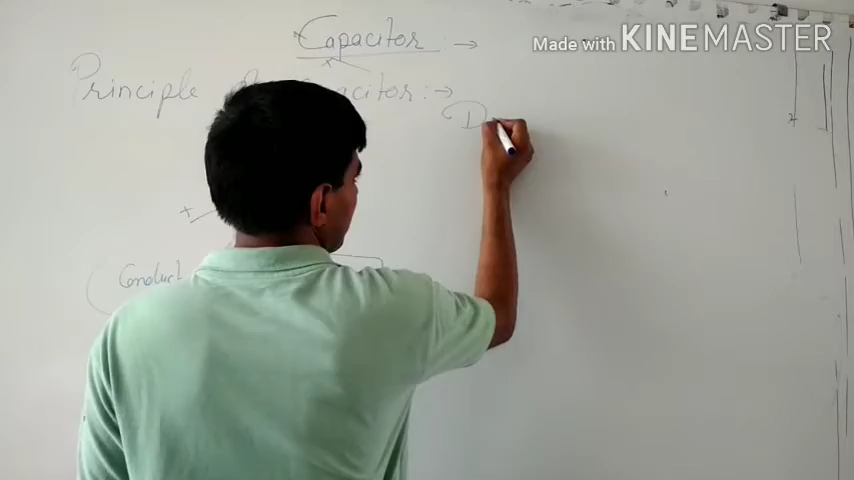 Capacitor →
Made with KINEMASTER
Principle acitor :→
D
Conduct